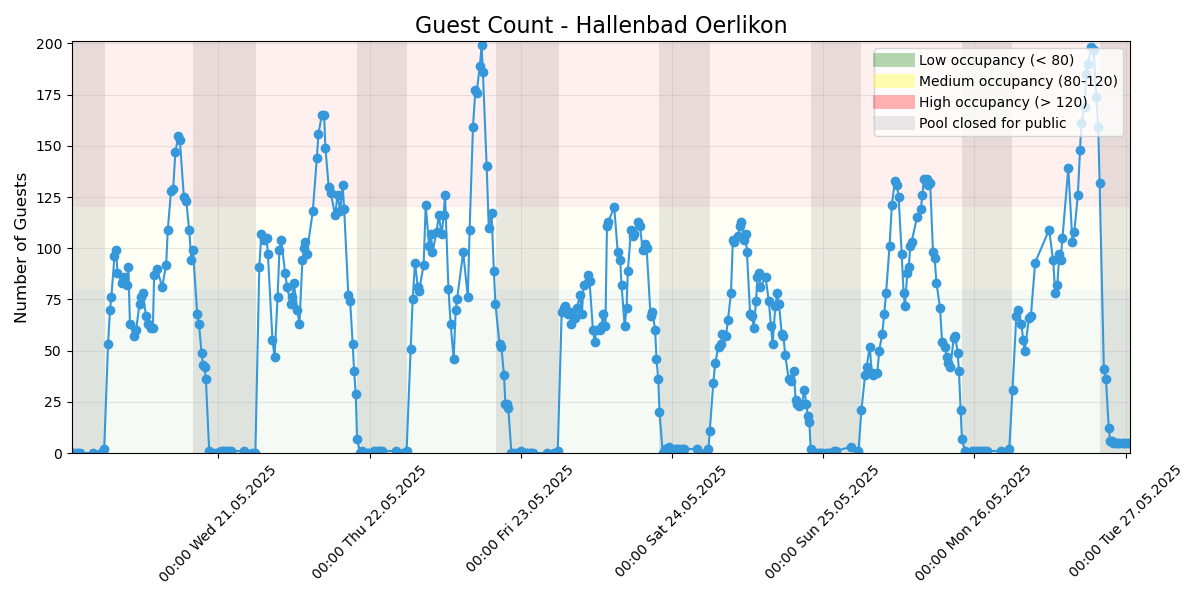 Guest Count - Hallenbad Oerlikon
Number of Guests
200
175
150
125
100
75
50
25
0
Low occupancy (< 80)
Medium occupancy (80-120)
High occupancy (> 120)
Pool closed for public
00:00 Wed 21.05.2025
00:00 Thu 22.05.2025
00:00 Fri 23.05.2025
00:00 Sat 24.05.2025
00:00 Sun 25.05.2025
00:00 Mon 26.05.2025
00:00 Tue 27.05.2025